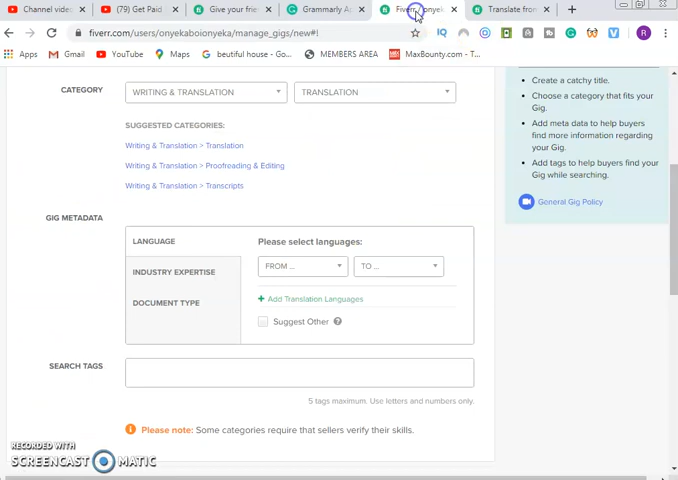 Channel video
(79) Get Paid
Give your frie
Grammarly As
Fiverr / onyek
Translate from
fiverr.com/users/onyekaboionyeka/manage_gigs/new#!
IQ
R
Apps
Gmail
YouTube
Maps
beutiful house - Go...
MEMBERS AREA
MaxBounty.com - T...
CATEGORY
WRITING & TRANSLATION
TRANSLATION
SUGGESTED CATEGORIES:
Writing & Translation > Translation
Writing & Translation > Proofreading & Editing
Writing & Translation > Transcripts
GIG METADATA
LANGUAGE
INDUSTRY EXPERTISE
DOCUMENT TYPE
Please select languages:
FROM ...
TO ...
+ Add Translation Languages
Suggest Other
SEARCH TAGS
5 tags maximum. Use letters and numbers only.
Please note: Some categories require that sellers verify their skills.
Create a catchy title.
Choose a category that fits your
Gig.
Add meta data to help buyers
find more information regarding
your Gig.
Add tags to help buyers find your
Gig while searching.
General Gig Policy
RECORDED WITH
SCREENCAST MATIC